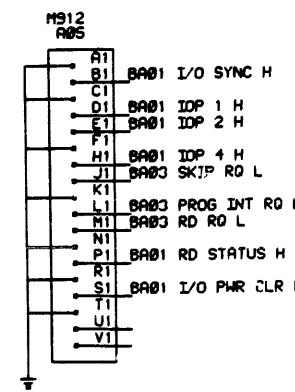 M912
A05
A1
B1 BA01 I/O SYNC H
C1
D1 BA01 IOP 1 H
E1 BA01 IOP 2 H
F1
H1 BA01 IOP 4 H
J1 BA03 SKIP RQ L
K1
L1 BA03 PROG INT RQ L
M1 BA03 RD RQ L
N1
P1 BA01 RD STATUS H
R1
S1 BA01 I/O PWR CLR
T1
U1
V1